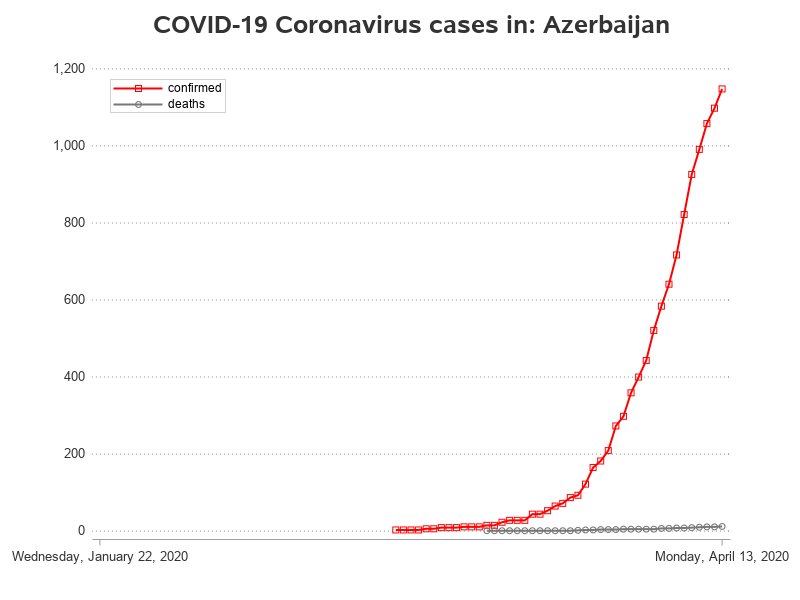 COVID-19 Coronavirus cases in: Azerbaijan
1,200
confirmed
deaths
1,000
800
600
400
200
0
Wednesday, January 22, 2020
Monday, April 13, 2020